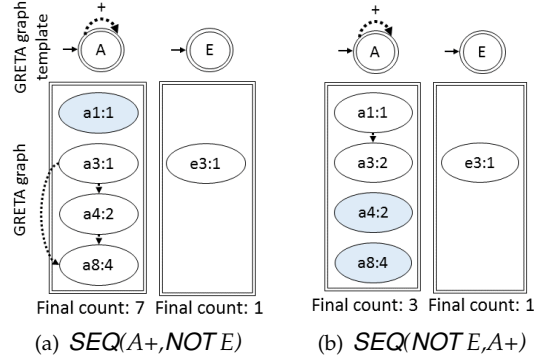 GRETA graph
template
+
A
E
+
A
E
GRETA graph
a1:1
a3:1
a4:2
a8:4
e3:1
a1:1
a3:2
a4:2
a8:4
e3:1
Final count: 7 Final count: 1
Final count: 3 Final count: 1
(a) SEQ(A+,NOT E)
(b) SEQ(NOT E,A+)